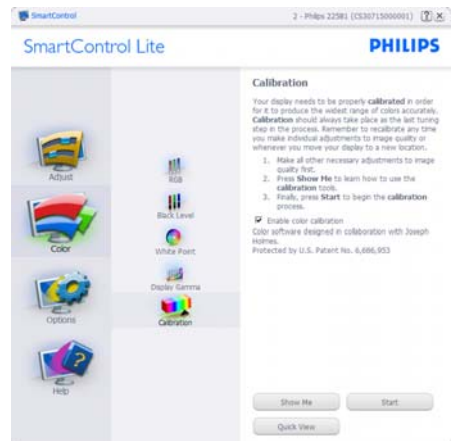 SmartControl
2 - Philips 225B1 (CS30715000001)
SmartControl Lite
PHILIPS
Adjust
Color
Options
Help
RGB
Black Level
White Point
Display Gamma
Calibration
Calibration
Your display needs to be properly calibrated in order
for it to produce the widest range of colors accurately.
Calibration should always take place as the last tuning
step in the process. Remember to recalibrate any time
you make individual adjustments to image quality or
whenever you move your display to a new location.
1. Make all other necessary adjustments to image
quality first.
2. Press Show Me to learn how to use the
calibration tools.
3. Finally, press Start to begin the calibration
process.
Enable color calibration
Color software designed in collaboration with Joseph
Holmes.
Protected by U.S. Patent No. 6,686,953
Show Me
Start
Quick View